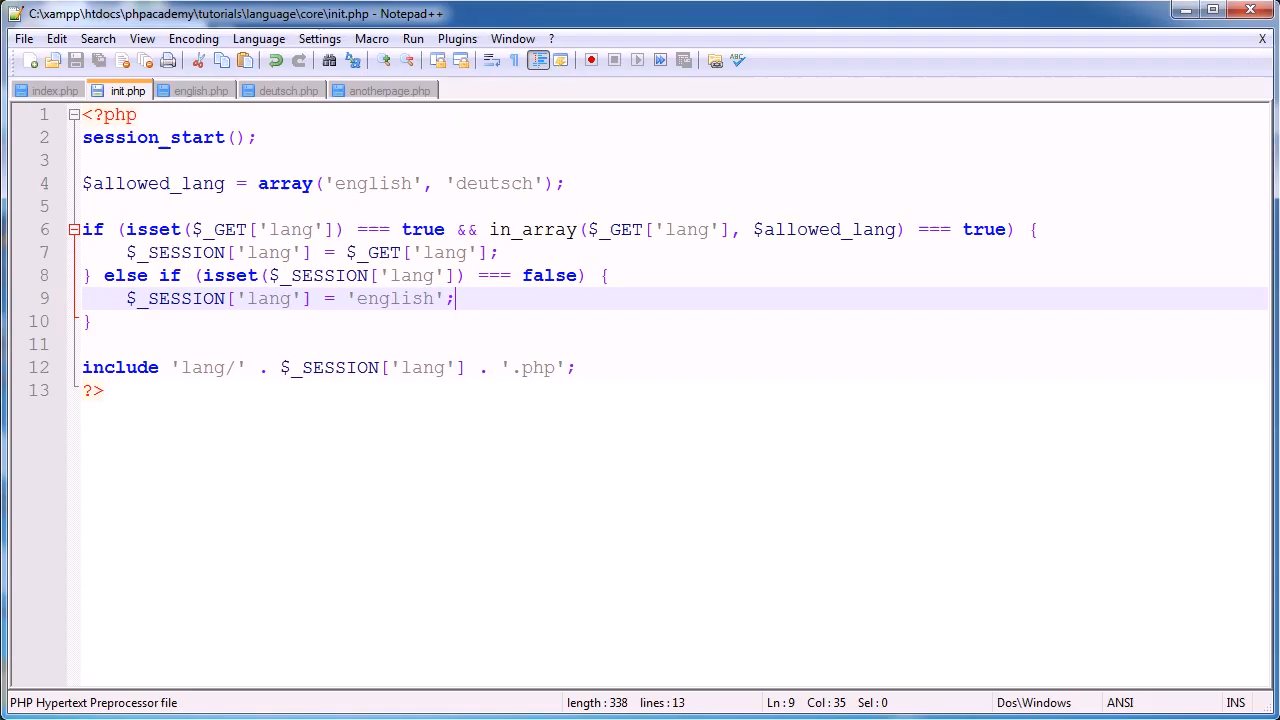 C:\xampp\htdocs\phpacademy\tutorials\language\core\init.php - Notepad++
File Edit Search View Encoding Language Settings Macro Run Plugins Window ? X
index.php init.php english.php deutsch.php anotherpage.php
1 <?php
2 session_start();
3
4 $allowed_lang = array('english', 'deutsch');
5
6 if (isset($_GET['lang']) === true && in_array($_GET['lang'], $allowed_lang) === true) {
7 $_SESSION['lang'] = $_GET['lang'];
8 } else if (isset($_SESSION['lang']) === false) {
9 $_SESSION['lang'] = 'english';
10 }
11
12 include 'lang/' . $_SESSION['lang'] . '.php';
13 ?>
PHP Hypertext Preprocessor file length : 338 lines : 13 Ln : 9 Col : 35 Sel : 0 Dos\Windows ANSI INS